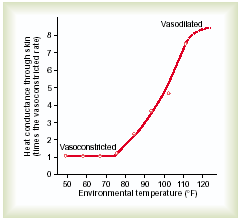 Vasodilated
Heat conductance through skin
(times the vasoconstricted rate)
8
7
6
5
4
3
2
1
0
Vasoconstricted
50 60 70 80 90 100 110 120
Environmental temperature (°F)